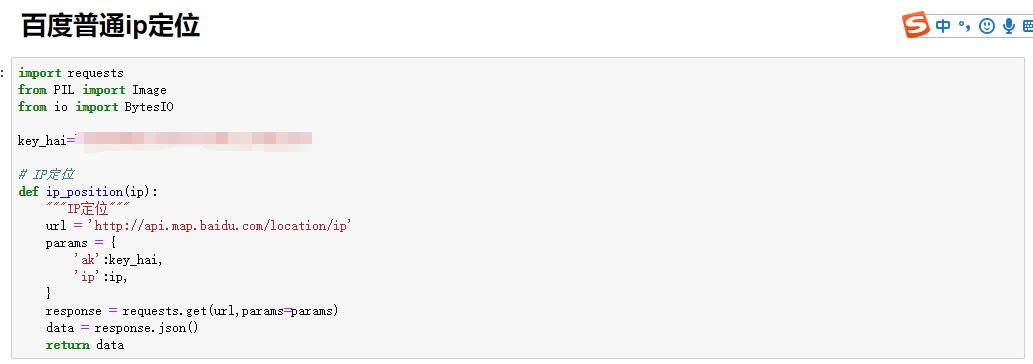 百度普通ip定位
中
:
import requests
from PIL import Image
from io import BytesIO
key_hai='
# IP定位
def ip_position(ip):
    """IP定位"""
    url = 'http://api.map.baidu.com/location/ip'
    params = {
        'ak':key_hai,
        'ip':ip,
    }
    response = requests.get(url,params=params)
    data = response.json()
    return data